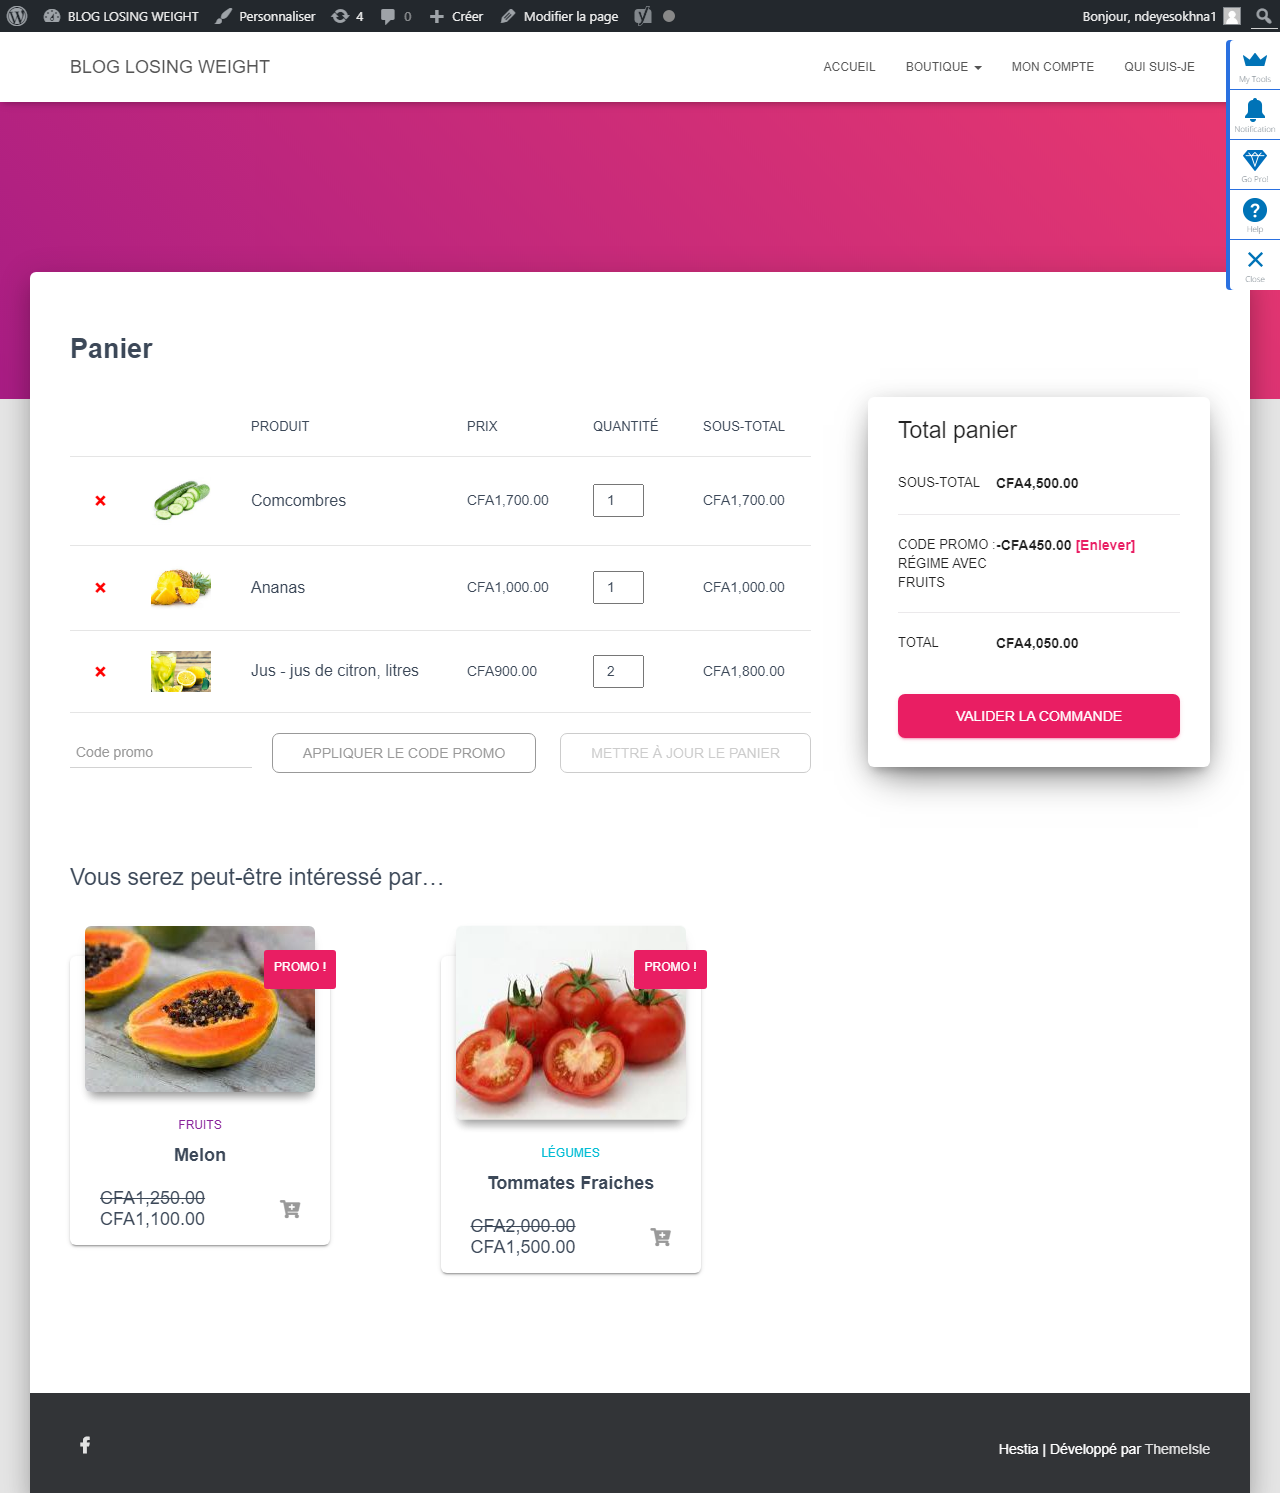 BLOG LOSING WEIGHT Personnaliser 4 0 Créer Modifier la page Bonjour, ndeyesokhna1
BLOG LOSING WEIGHT ACCUEIL BOUTIQUE MON COMPTE QUI SUIS-JE
My Tools
Notification
Go Pro!
Help
Close
Panier
PRODUIT PRIX QUANTITÉ SOUS-TOTAL
× Comcombres CFA1,700.00 1 CFA1,700.00
× Ananas CFA1,000.00 1 CFA1,000.00
× Jus - jus de citron, litres CFA900.00 2 CFA1,800.00
Code promo APPLIQUER LE CODE PROMO METTRE À JOUR LE PANIER
Total panier
SOUS-TOTAL CFA4,500.00
CODE PROMO : -CFA450.00 [Enlever]
RÉGIME AVEC
FRUITS
TOTAL CFA4,050.00
VALIDER LA COMMANDE
Vous serez peut-être intéressé par…
PROMO !
FRUITS
Melon
CFA1,250.00
CFA1,100.00
PROMO !
LÉGUMES
Tommates Fraiches
CFA2,000.00
CFA1,500.00
Hestia | Développé par ThemeIsle